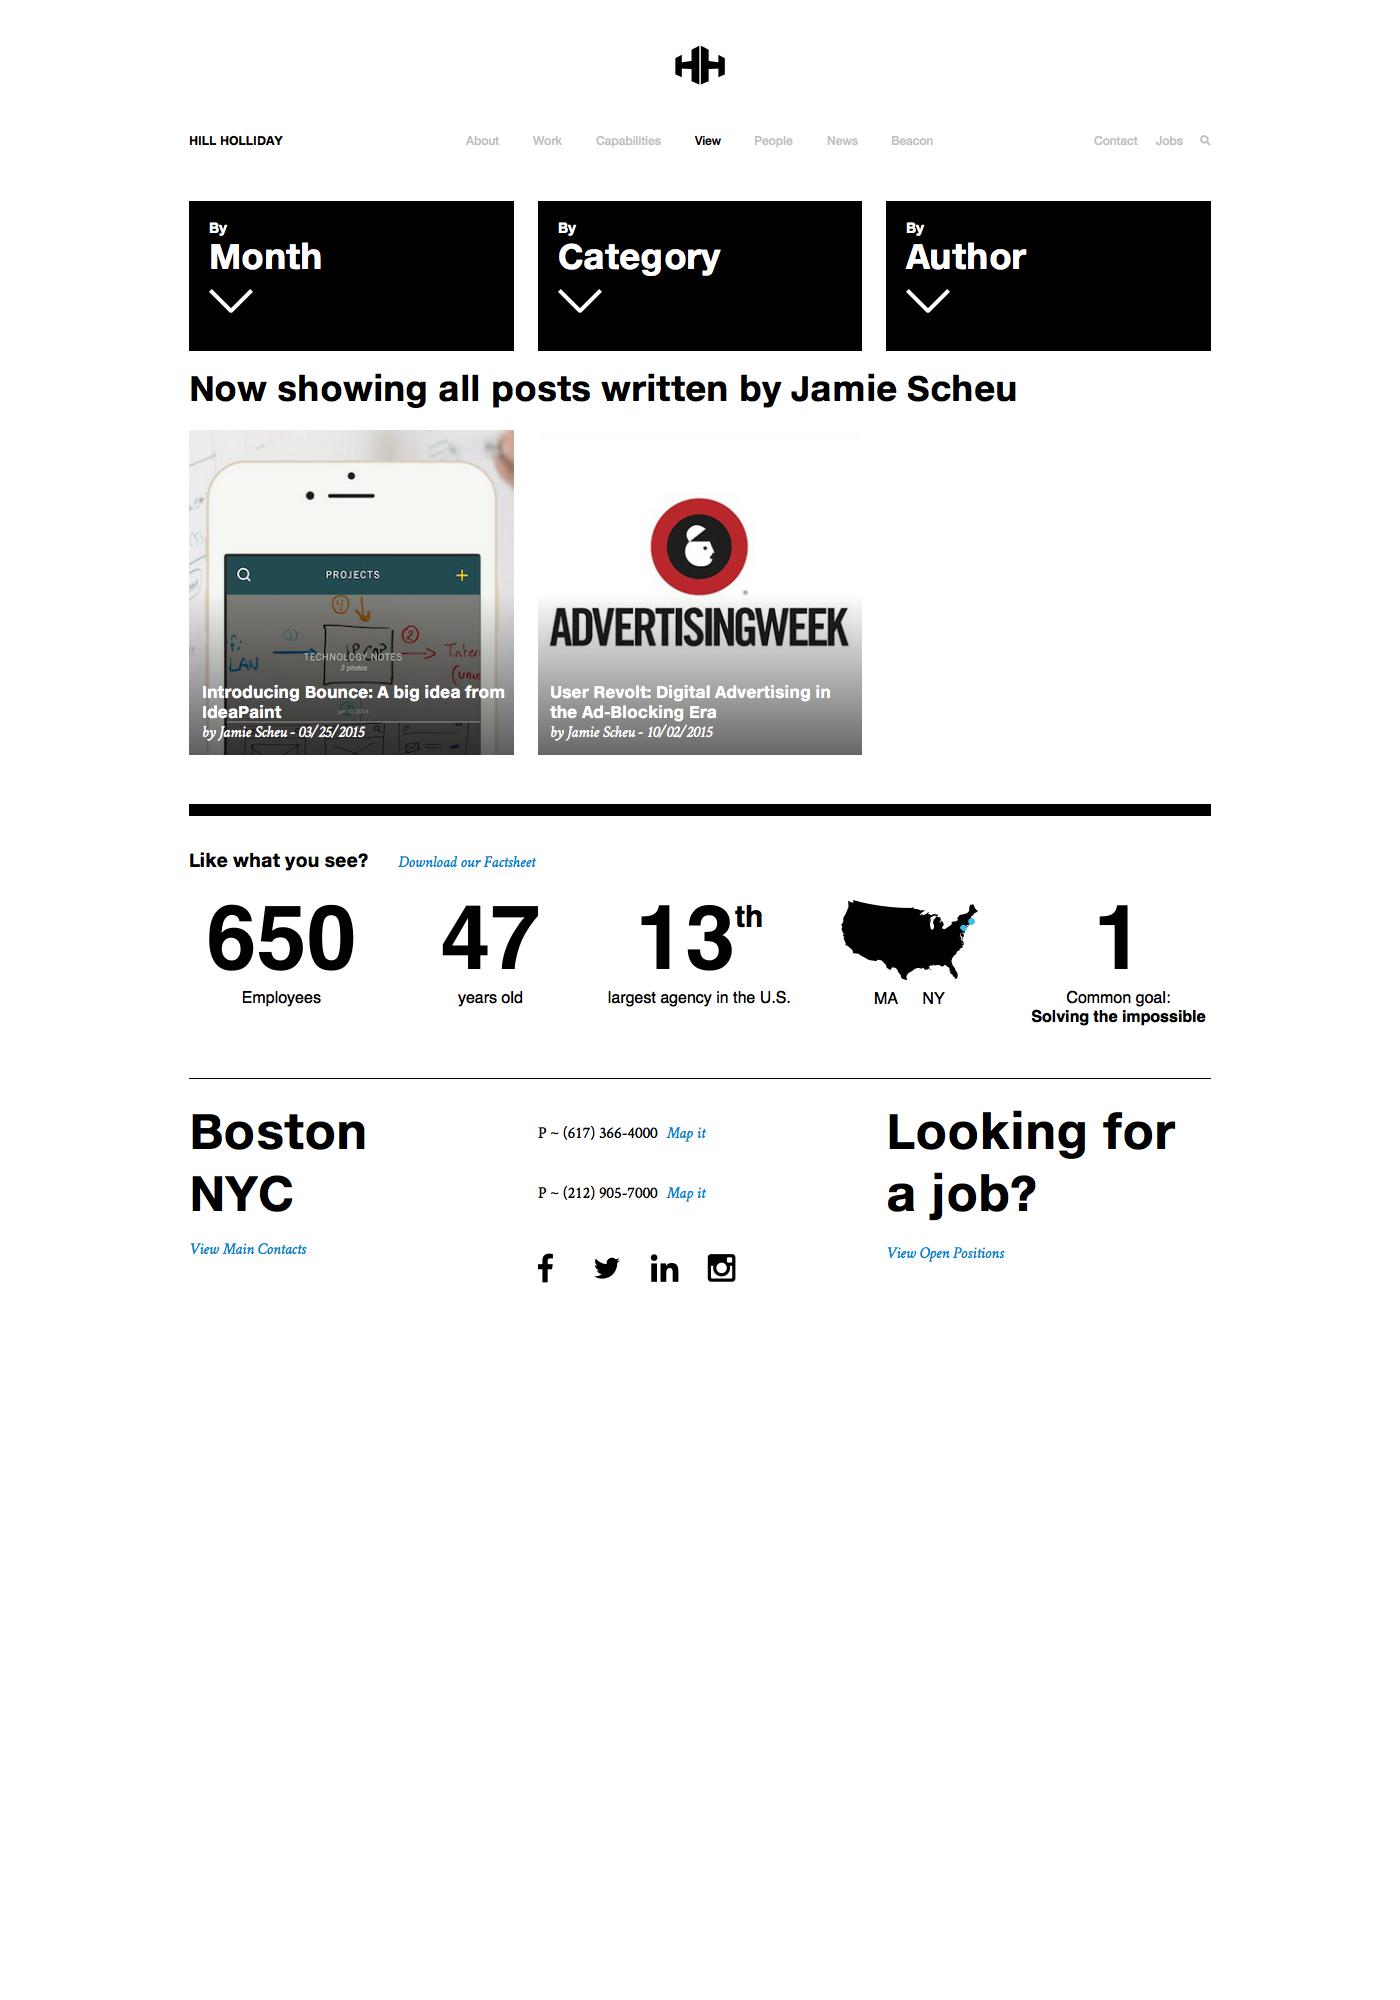 HILL HOLLIDAY
About Work Capabilities View People News Beacon
Contact Jobs
By
Month
By
Category
By
Author
Now showing all posts written by Jamie Scheu
PROJECTS
TECHNOLOGY NOTES
3 photos
Introducing Bounce: A big idea from
IdeaPaint
by Jamie Scheu - 03/25/2015
ADVERTISINGWEEK
User Revolt: Digital Advertising in
the Ad-Blocking Era
by Jamie Scheu - 10/02/2015
Like what you see? Download our Factsheet
650
Employees
47
years old
13th
largest agency in the U.S.
MA NY
1
Common goal:
Solving the impossible
Boston
NYC
View Main Contacts
P ~ (617) 366-4000 Map it
P ~ (212) 905-7000 Map it
Looking for
a job?
View Open Positions